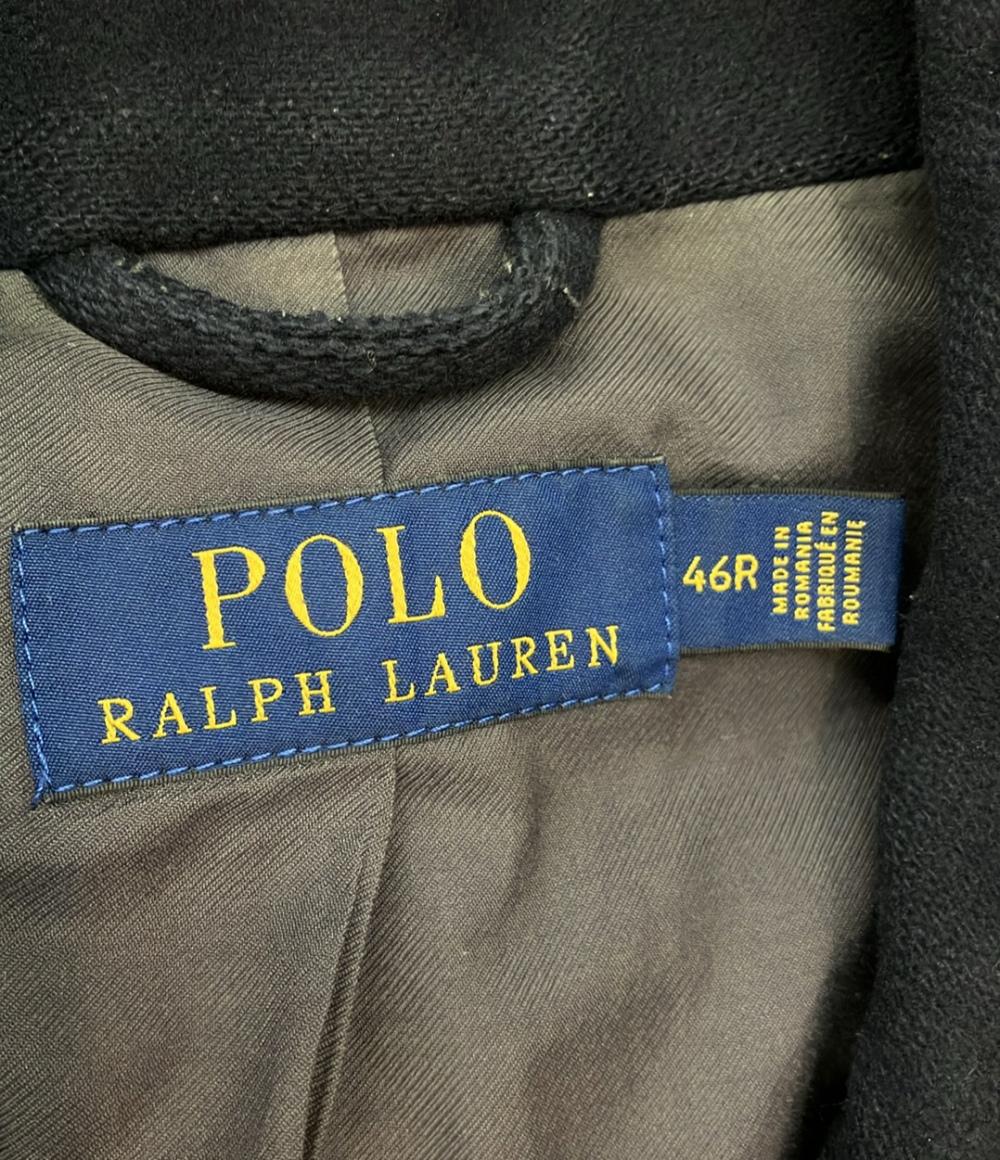 POLO
RALPH LAUREN
46R
MADE IN
ROMANIA
FABRIQUÉ EN
ROUMANIE